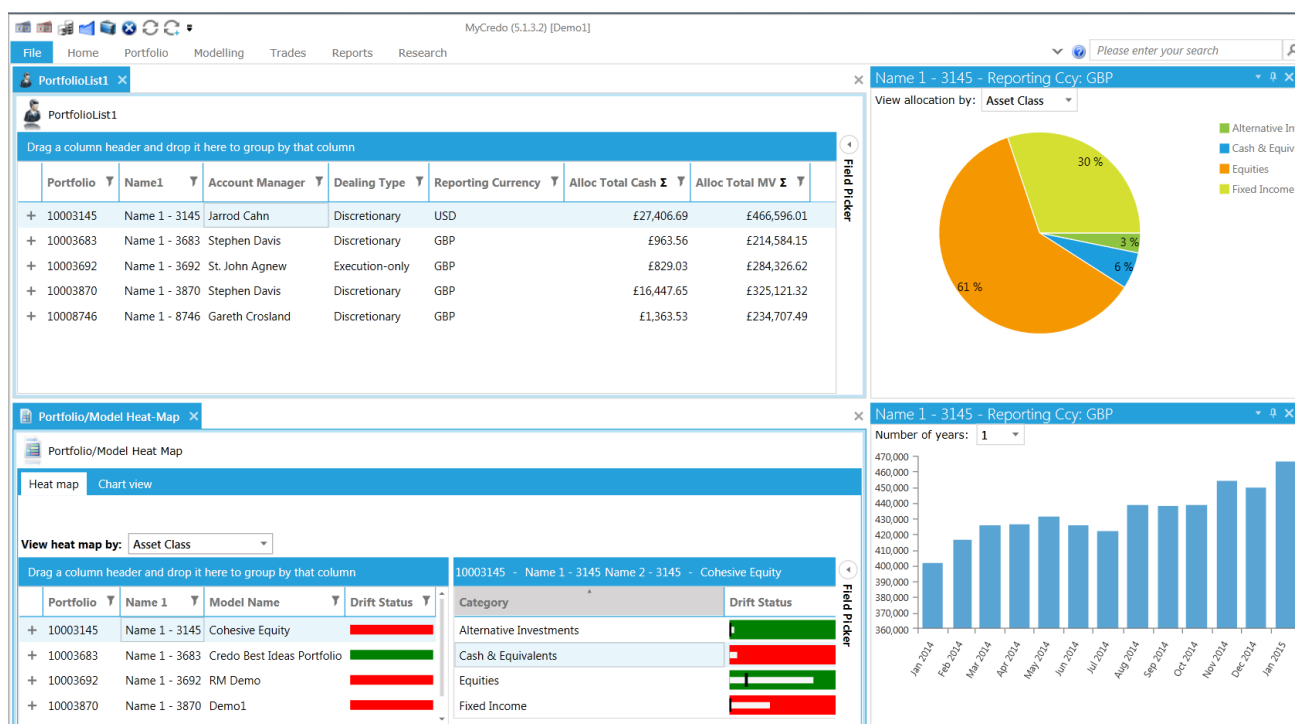 MyCredo (5.1.3.2) [Demo1]
File Home Portfolio Modelling Trades Reports Research
Please enter your search
PortfolioList1
PortfolioList1
Drag a column header and drop it here to group by that column
Portfolio Name1 Account Manager Dealing Type Reporting Currency Alloc Total Cash Σ Alloc Total MV Σ
10003145 Name 1 - 3145 Jarrod Cahn Discretionary USD £27,406.69 £466,596.01
10003683 Name 1 - 3683 Stephen Davis Discretionary GBP £963.56 £214,584.15
10003692 Name 1 - 3692 St. John Agnew Execution-only GBP £829.03 £284,326.62
10003870 Name 1 - 3870 Stephen Davis Discretionary GBP £16,447.65 £325,121.32
10008746 Name 1 - 8746 Gareth Crosland Discretionary GBP £1,363.53 £234,707.49
Field Picker
Name 1 - 3145 - Reporting Ccy: GBP
View allocation by: Asset Class
Alternative In
Cash & Equiv
Equities
Fixed Income
30 %
3 %
6 %
61 %
Portfolio/Model Heat-Map
Portfolio/Model Heat Map
Heat map Chart view
View heat map by: Asset Class
Drag a column header and drop it here to group by that column
Portfolio Name 1 Model Name Drift Status
10003145 Name 1 - 3145 Cohesive Equity
10003683 Name 1 - 3683 Credo Best Ideas Portfolio
10003692 Name 1 - 3692 RM Demo
10003870 Name 1 - 3870 Demo1
10003145 - Name 1 - 3145 Name 2 - 3145 - Cohesive Equity
Category Drift Status
Alternative Investments
Cash & Equivalents
Equities
Fixed Income
Field Picker
Name 1 - 3145 - Reporting Ccy: GBP
Number of years: 1
470,000
460,000
450,000
440,000
430,000
420,000
410,000
400,000
390,000
380,000
370,000
360,000
Jan 2014 Feb 2014 Mar 2014 Apr 2014 May 2014 Jun 2014 Jul 2014 Aug 2014 Sep 2014 Oct 2014 Nov 2014 Dec 2014 Jan 2015